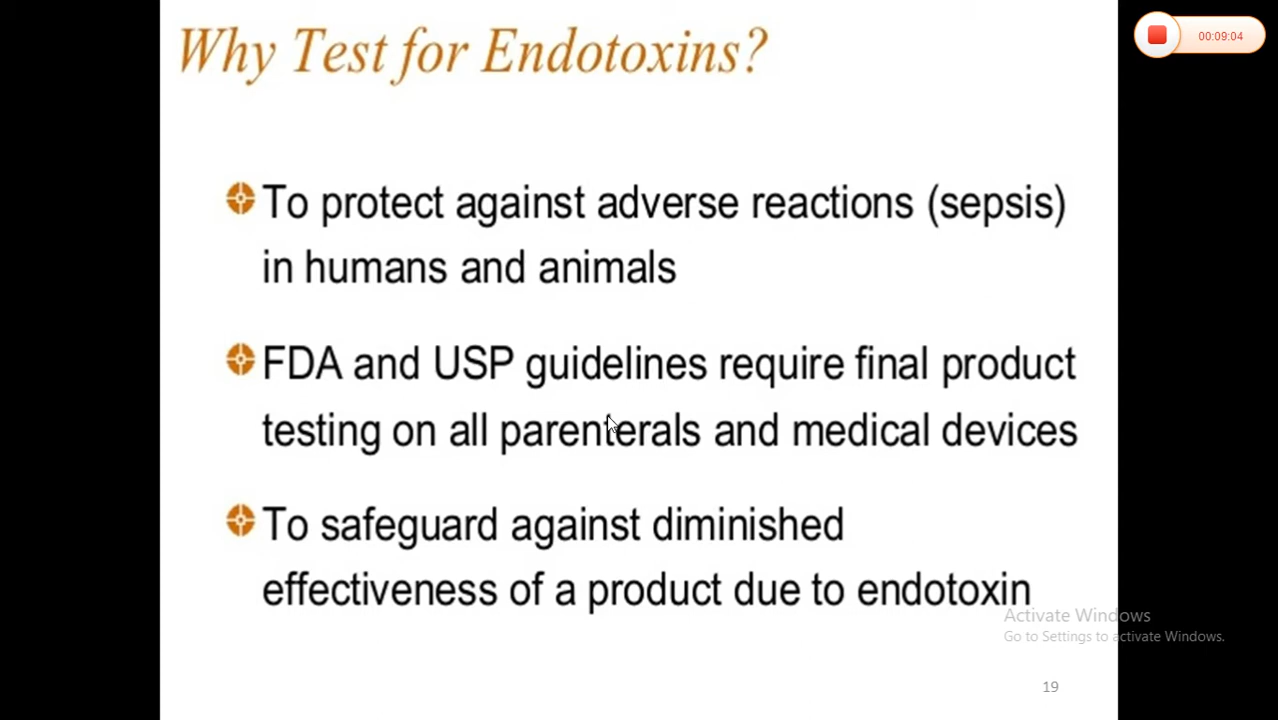 Why Test for Endotoxins?
00:09:04
To protect against adverse reactions (sepsis)
in humans and animals
FDA and USP guidelines require final product
testing on all parenterals and medical devices
To safeguard against diminished
effectiveness of a product due to endotoxin
Activate Windows
Go to Settings to activate Windows.
19